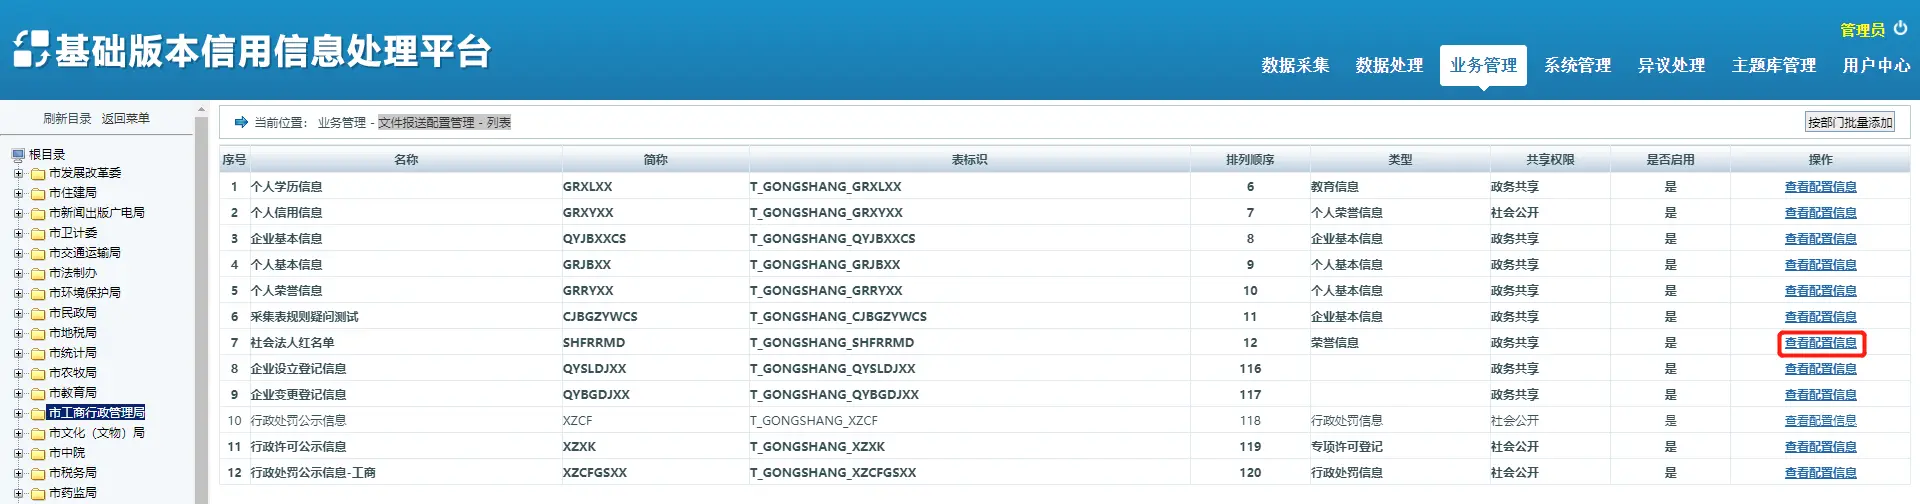 基础版本信用信息处理平台
管理员
数据采集 数据处理 业务管理 系统管理 异议处理 主题库管理 用户中心
刷新目录 返回菜单
根目录
市发展改革委
市住建局
市新闻出版广电局
市卫计委
市交通运输局
市法制办
市环境保护局
市民政局
市地税局
市统计局
市农牧局
市教育局
市工商行政管理局
市文化（文物）局
市中院
市税务局
市药监局
当前位置： 业务管理 - 文件报送配置管理 - 列表
按部门批量添加
序号 名称 简称 表标识 排列顺序 类型 共享权限 是否启用 操作
1 个人学历信息 GRXLXX T_GONGSHANG_GRXLXX 6 教育信息 政务共享 是 查看配置信息
2 个人信用信息 GRXYXX T_GONGSHANG_GRXYXX 7 个人荣誉信息 社会公开 是 查看配置信息
3 企业基本信息 QYJBXXCS T_GONGSHANG_QYJBXXCS 8 企业基本信息 政务共享 是 查看配置信息
4 个人基本信息 GRJBXX T_GONGSHANG_GRJBXX 9 个人基本信息 政务共享 是 查看配置信息
5 个人荣誉信息 GRRYXX T_GONGSHANG_GRRYXX 10 个人基本信息 政务共享 是 查看配置信息
6 采集表规则疑问测试 CJBGZYWCS T_GONGSHANG_CJBGZYWCS 11 企业基本信息 政务共享 是 查看配置信息
7 社会法人红名单 SHFRRMD T_GONGSHANG_SHFRRMD 12 荣誉信息 政务共享 是 查看配置信息
8 企业设立登记信息 QYSLDJXX T_GONGSHANG_QYSLDJXX 116 政务共享 是 查看配置信息
9 企业变更登记信息 QYBGDJXX T_GONGSHANG_QYBGDJXX 117 政务共享 是 查看配置信息
10 行政处罚公示信息 XZCF T_GONGSHANG_XZCF 118 行政处罚信息 社会公开 是 查看配置信息
11 行政许可公示信息 XZXK T_GONGSHANG_XZXK 119 专项许可登记 社会公开 是 查看配置信息
12 行政处罚公示信息-工商 XZCFGSXX T_GONGSHANG_XZCFGSXX 120 行政处罚信息 社会公开 是 查看配置信息